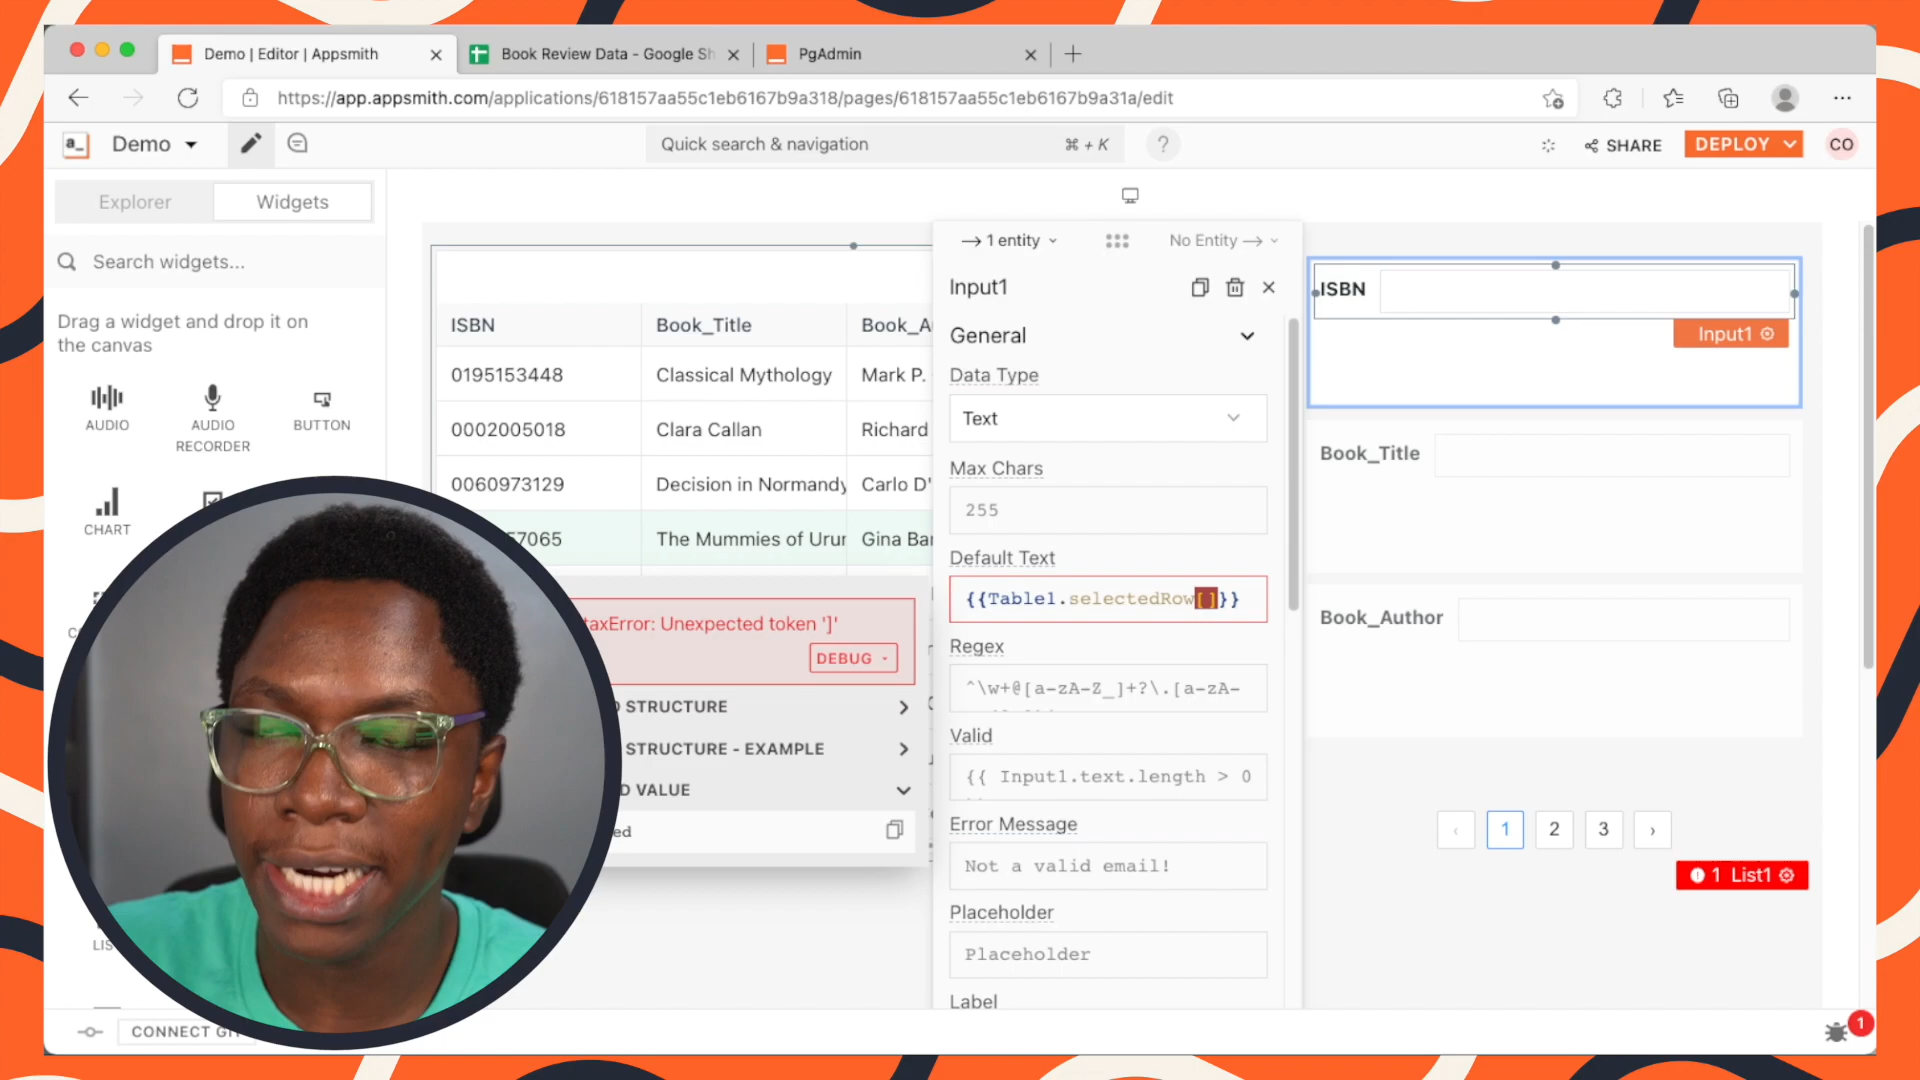 Demo | Editor | Appsmith
Book Review Data - Google Sh
PgAdmin
https://app.appsmith.com/applications/618157aa55c1eb6167b9a318/pages/618157aa55c1eb6167b9a31a/edit
a_
Demo
Quick search & navigation
⌘ + K
?
SHARE
DEPLOY
CO
Explorer
Widgets
Search widgets...
Drag a widget and drop it on
the canvas
AUDIO
AUDIO
RECORDER
BUTTON
CHART
LIS
CONNECT GI
ISBN
Book_Title
Book_A
0195153448
Classical Mythology
Mark P.
0002005018
Clara Callan
Richard
0060973129
Decision in Normandy
Carlo D'
57065
The Mummies of Urur
Gina Bar
taxError: Unexpected token ']'
DEBUG
D STRUCTURE
STRUCTURE - EXAMPLE
D VALUE
ed
1 entity
No Entity
Input1
General
Data Type
Text
Max Chars
255
Default Text
{{Table1.selectedRow[]}}
Regex
^\w+@[a-zA-Z_]+?\.[a-zA-
Valid
{{ Input1.text.length > 0
Error Message
Not a valid email!
Placeholder
Placeholder
Label
ISBN
Input1
Book_Title
Book_Author
‹ 1 2 3 ›
1 List1
1